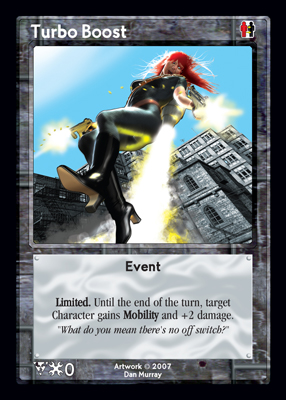 Turbo Boost
Event
Limited. Until the end of the turn, target
Character gains Mobility and +2 damage.
"What do you mean there's no off switch?"
0
Artwork © 2007
Dan Murray